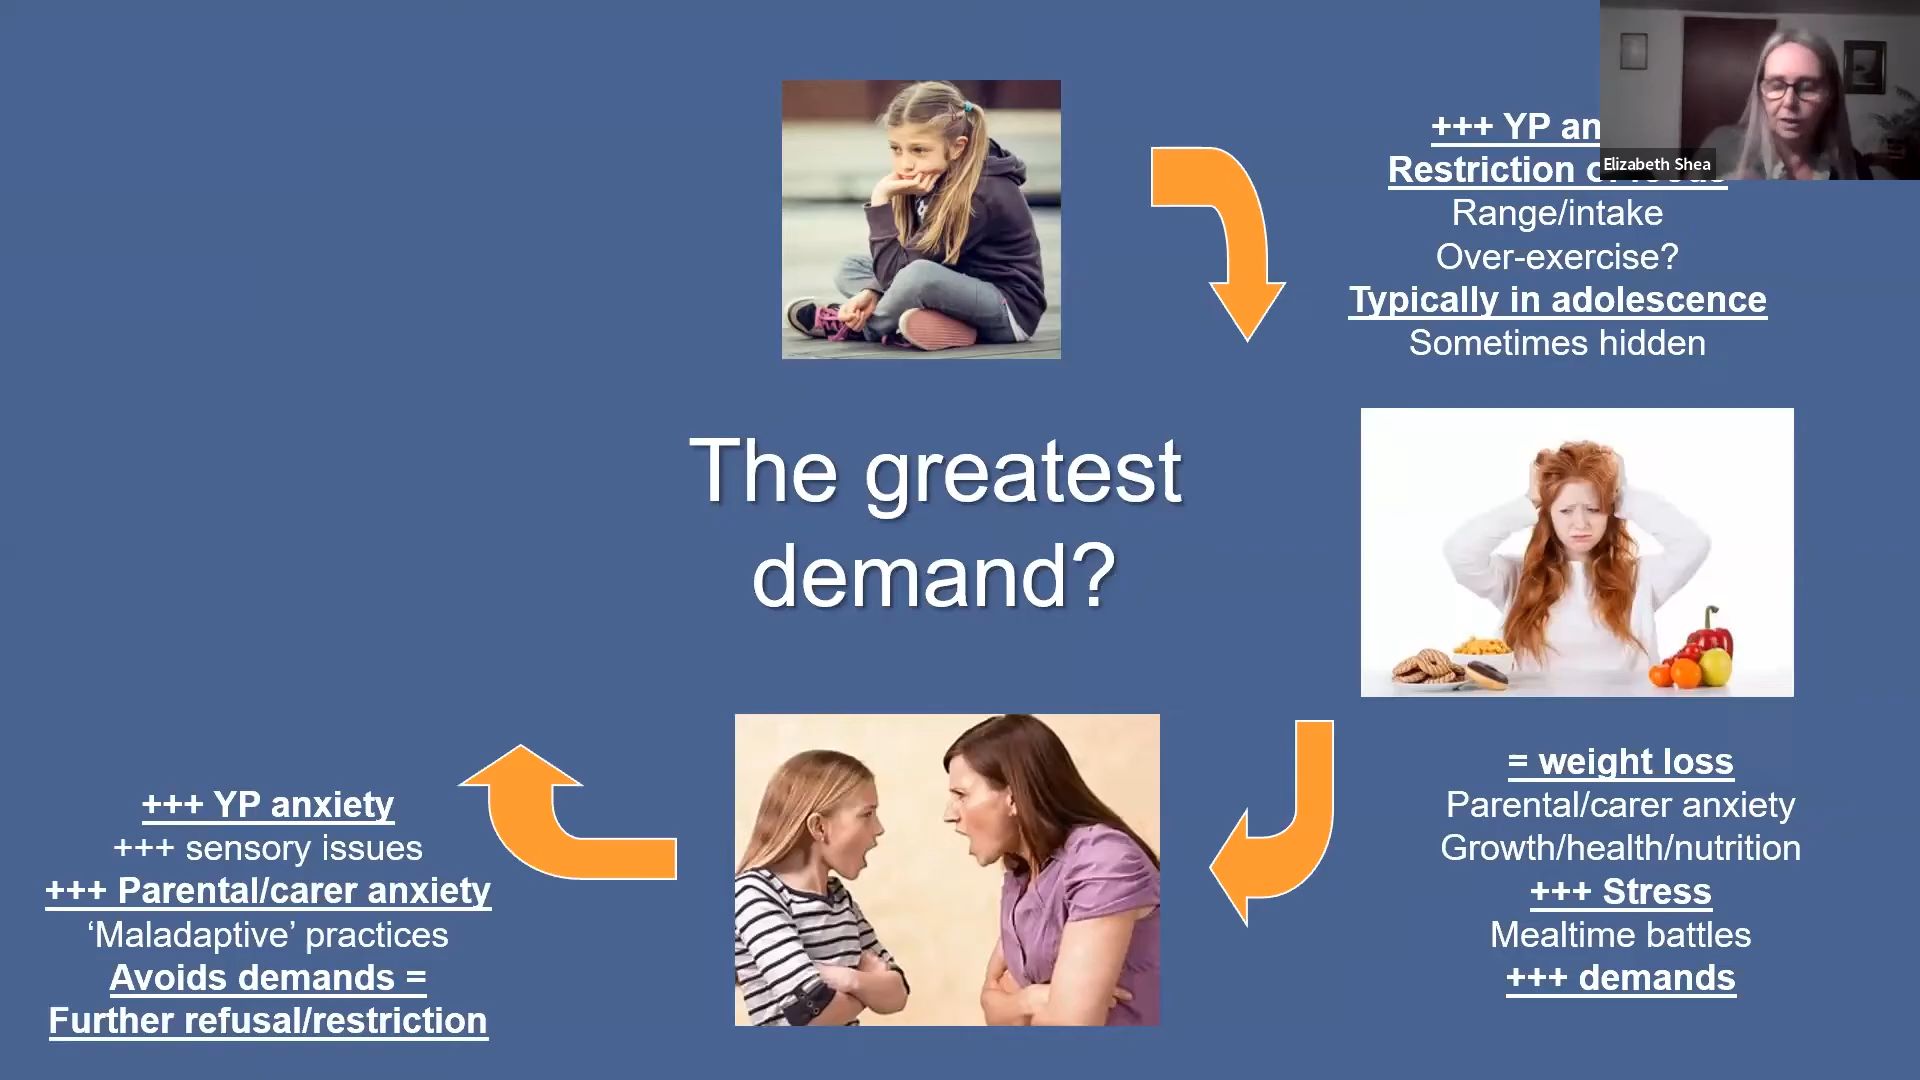 Elizabeth Shea
+++ YP an
Restriction
Range/intake
Over-exercise?
Typically in adolescence
Sometimes hidden
The greatest
demand?
= weight loss
Parental/carer anxiety
Growth/health/nutrition
+++ Stress
Mealtime battles
+++ demands
+++ YP anxiety
+++ sensory issues
+++ Parental/carer anxiety
‘Maladaptive’ practices
Avoids demands =
Further refusal/restriction